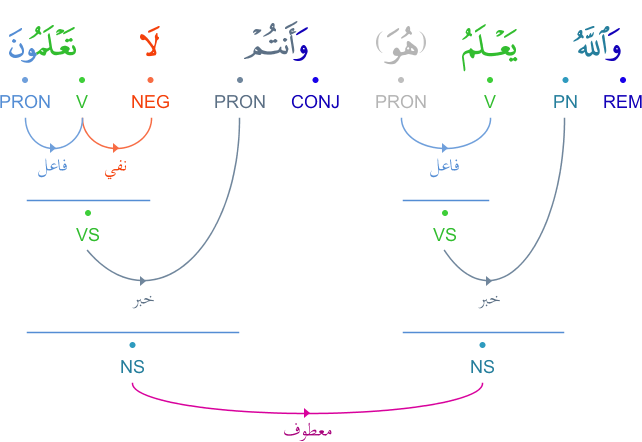 وَٱللَّهُ يَعْلَمُ (هُوَ) وَأَنتُمْ لَا تَعْلَمُونَ
REM PN V PRON CONJ PRON NEG V PRON
فاعل نفي فاعل
VS VS
خبر خبر
NS NS
معطوف